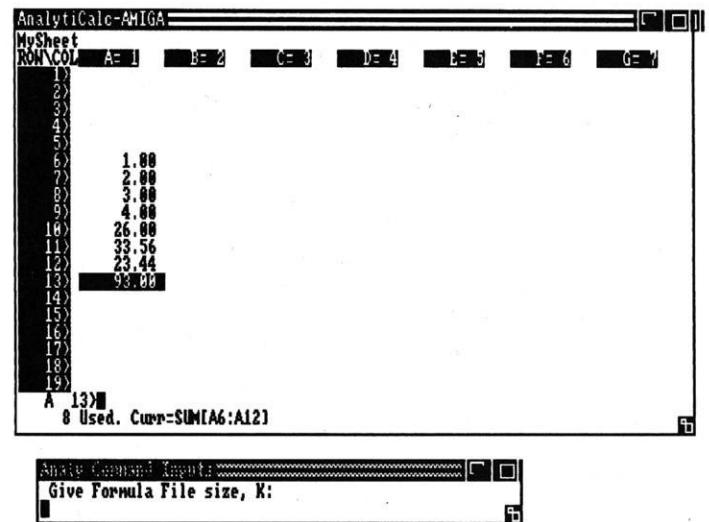 AnalytiCalc-AMIGA
MySheet
ROW\COL A= 1 B= 2 C= 3 D= 4 E= 5 F= 6 G= 7
1>
2>
3>
4>
5>
6> 1.00
7> 2.00
8> 3.00
9> 4.00
10> 26.00
11> 33.56
12> 23.44
13> 93.00
14>
15>
16>
17>
18>
19>
A 13>
8 Used. Curr=SUM[A6:A12]
Analy Command Inputs
Give Formula File size, K: